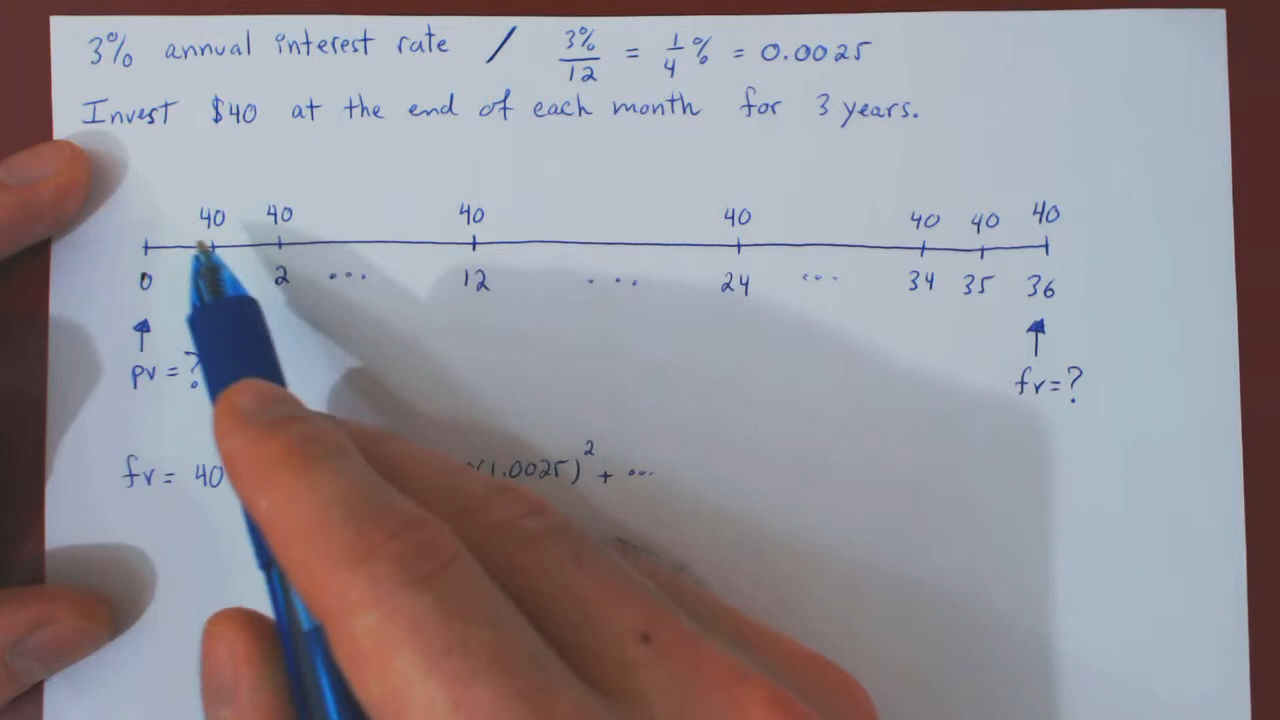 3% annual interest rate / 3%/12 = 1/4 % = 0.0025
Invest $40 at the end of each month for 3 years.
40 40 40 40 40 40 40
0 2 ... 12 ... 24 ... 34 35 36
pv = ? fv = ?
fv = 40 (1.0025)² + ...